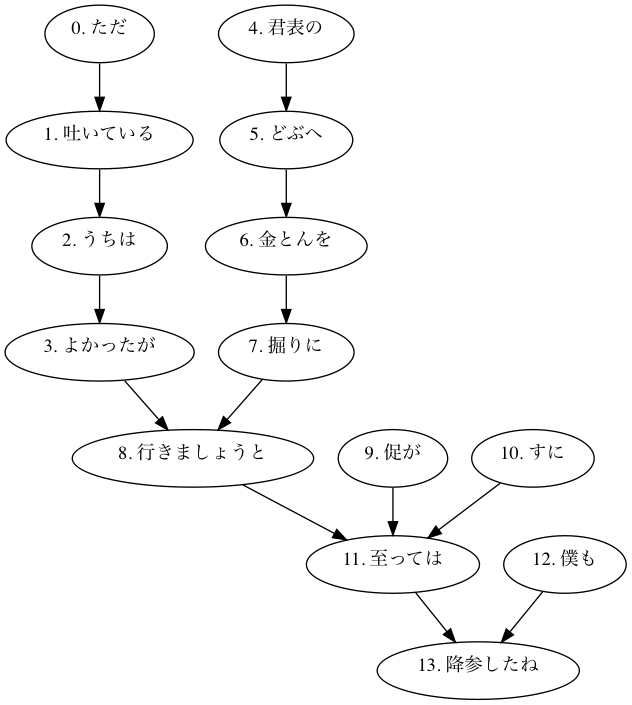 0. ただ
4. 君表の
1. 吐いている
5. どぶへ
2. うちは
6. 金とんを
3. よかったが
7. 掘りに
8. 行きましょうと
9. 促が
10. すに
11. 至っては
12. 僕も
13. 降参したね